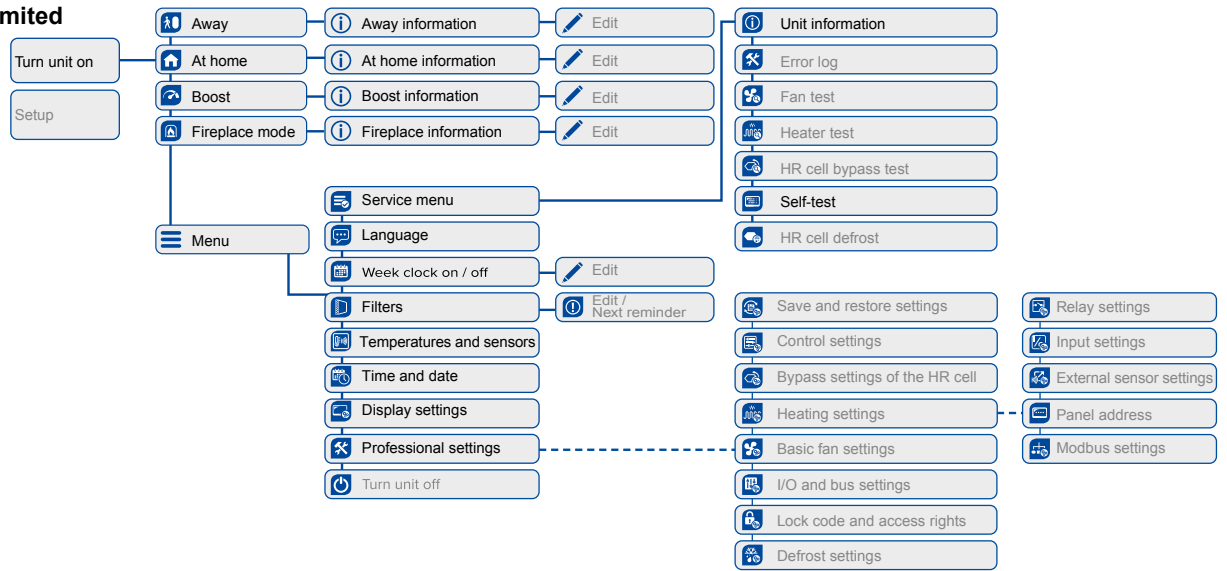 mited
Turn unit on
Setup
Away
Away information
Edit
At home
At home information
Edit
Boost
Boost information
Edit
Fireplace mode
Fireplace information
Edit
Menu
Service menu
Language
Week clock on / off
Edit
Filters
Edit /
Next reminder
Temperatures and sensors
Time and date
Display settings
Professional settings
Turn unit off
Unit information
Error log
Fan test
Heater test
HR cell bypass test
Self-test
HR cell defrost
Save and restore settings
Control settings
Bypass settings of the HR cell
Heating settings
Basic fan settings
I/O and bus settings
Lock code and access rights
Defrost settings
Relay settings
Input settings
External sensor settings
Panel address
Modbus settings